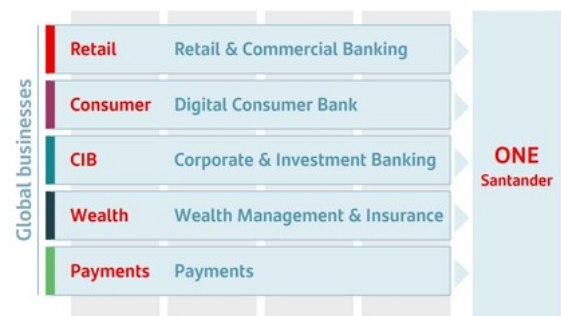 Global businesses
Retail Retail & Commercial Banking
Consumer Digital Consumer Bank
CIB Corporate & Investment Banking
Wealth Wealth Management & Insurance
Payments Payments
ONE
Santander